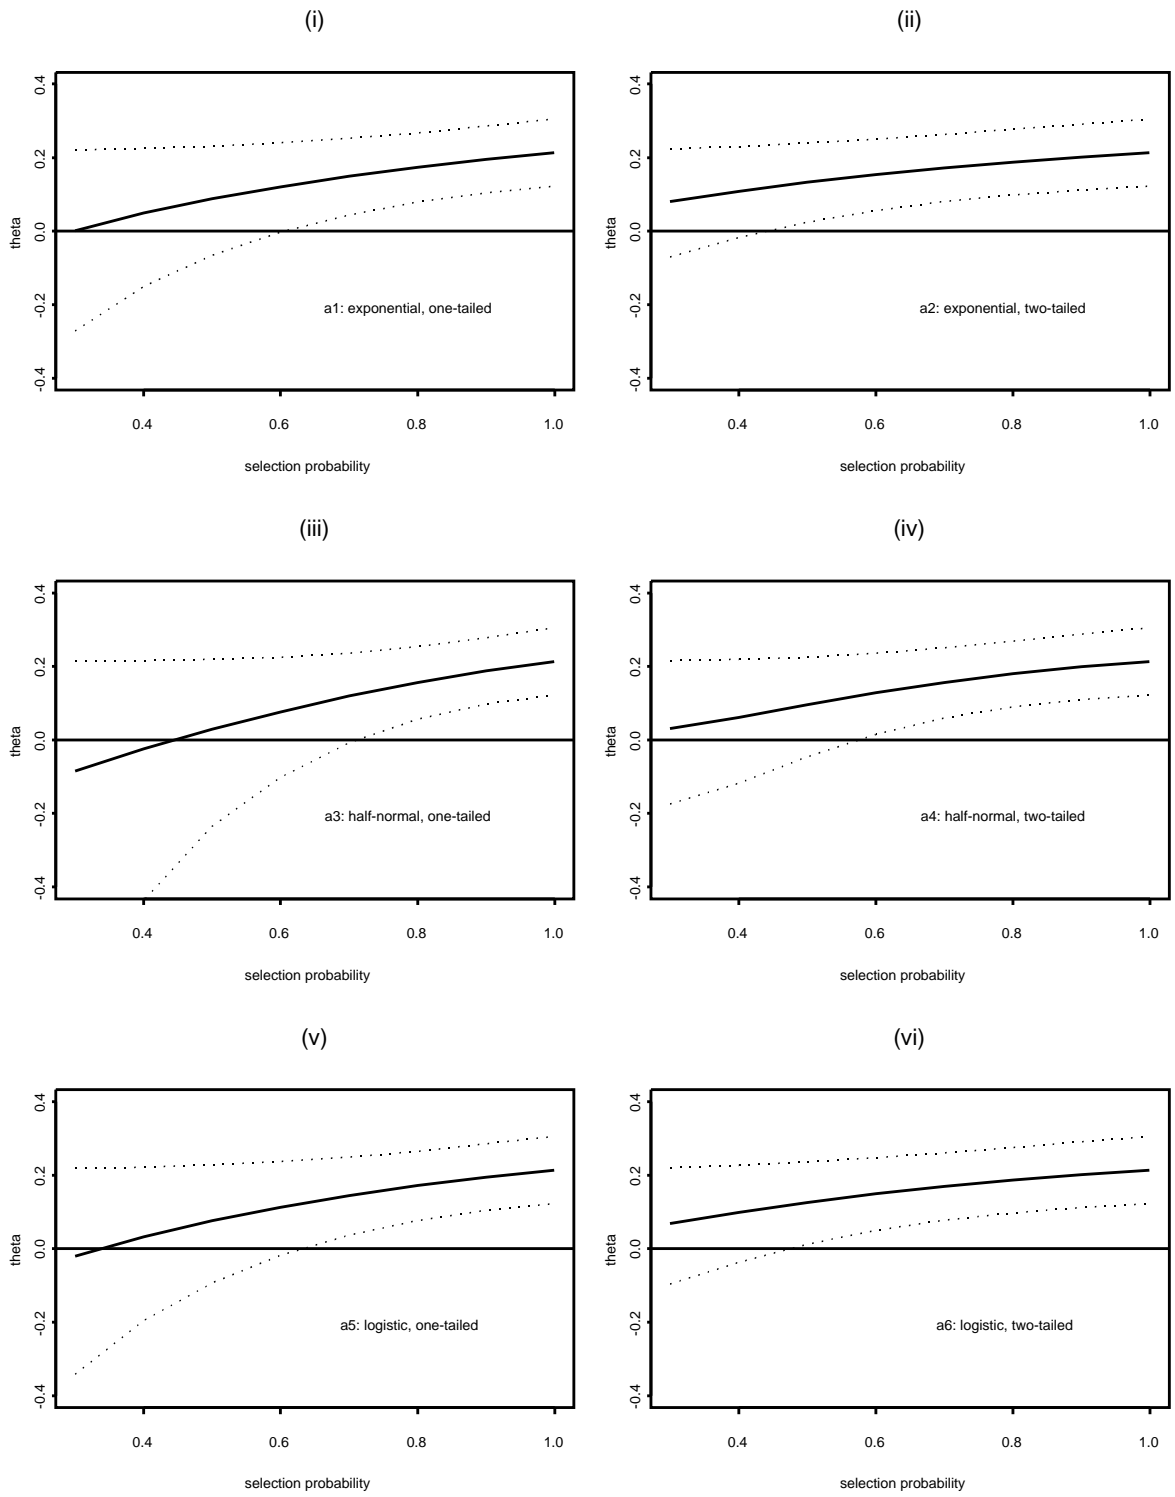 (i)
theta
0.4
0.2
0.0
-0.2
-0.4
a1: exponential, one-tailed
0.4 0.6 0.8 1.0
selection probability
(ii)
theta
0.4
0.2
0.0
-0.2
-0.4
a2: exponential, two-tailed
0.4 0.6 0.8 1.0
selection probability
(iii)
theta
0.4
0.2
0.0
-0.2
-0.4
a3: half-normal, one-tailed
0.4 0.6 0.8 1.0
selection probability
(iv)
theta
0.4
0.2
0.0
-0.2
-0.4
a4: half-normal, two-tailed
0.4 0.6 0.8 1.0
selection probability
(v)
theta
0.4
0.2
0.0
-0.2
-0.4
a5: logistic, one-tailed
0.4 0.6 0.8 1.0
selection probability
(vi)
theta
0.4
0.2
0.0
-0.2
-0.4
a6: logistic, two-tailed
0.4 0.6 0.8 1.0
selection probability